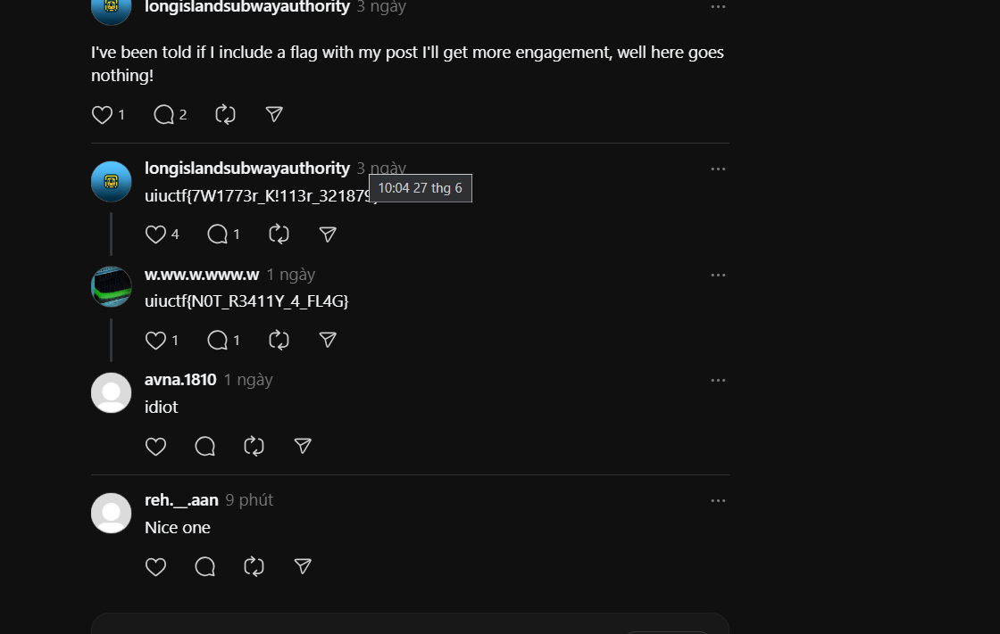 longislandsubwayauthority 3 ngày
I've been told if I include a flag with my post I'll get more engagement, well here goes
nothing!
1 2
longislandsubwayauthority 3 ngày
10:04 27 thg 6
uiuctf{7W1773r_K!113r_321879}
4 1
w.ww.w.www.w 1 ngày
uiuctf{N0T_R3411Y_4_FL4G}
1 1
avna.1810 1 ngày
idiot
reh.__.aan 9 phút
Nice one